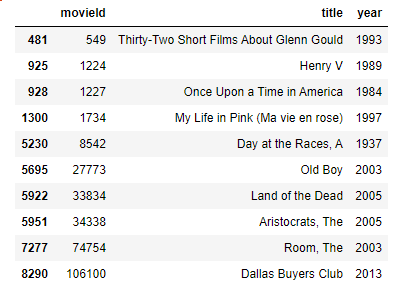 movieId title year
481 549 Thirty-Two Short Films About Glenn Gould 1993
925 1224 Henry V 1989
928 1227 Once Upon a Time in America 1984
1300 1734 My Life in Pink (Ma vie en rose) 1997
5230 8542 Day at the Races, A 1937
5695 27773 Old Boy 2003
5922 33834 Land of the Dead 2005
5951 34338 Aristocrats, The 2005
7277 74754 Room, The 2003
8290 106100 Dallas Buyers Club 2013